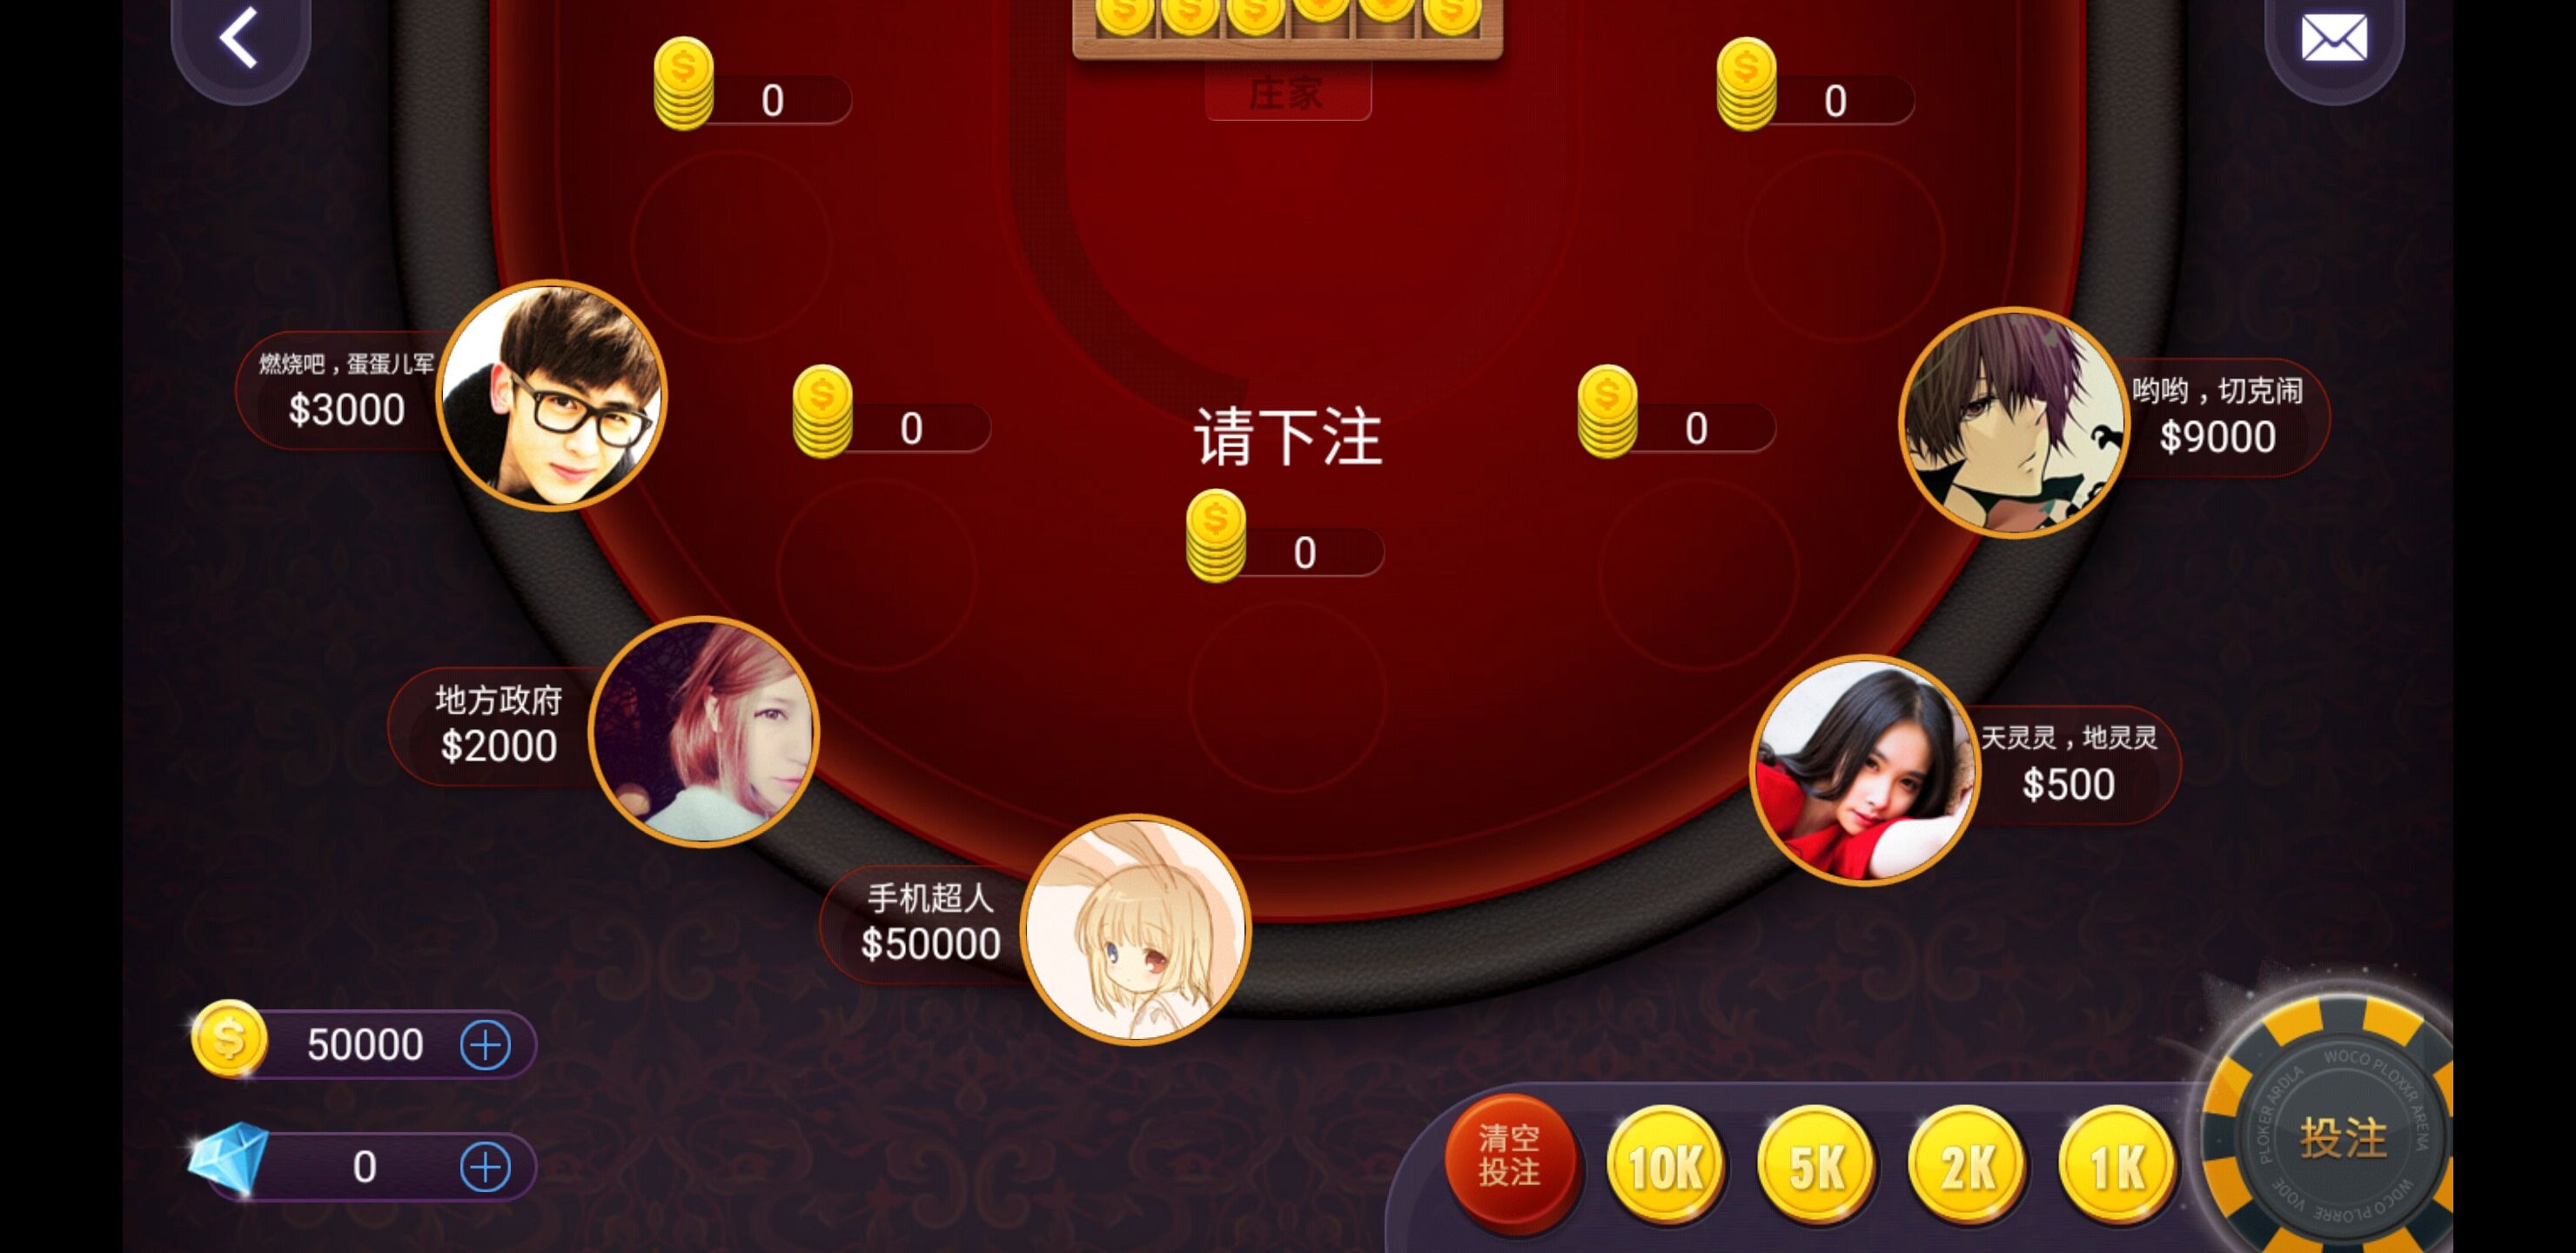 庄家
0
0
燃烧吧，蛋蛋儿军
$3000
0
请下注
0
哟哟，切克闹
$9000
0
地方政府
$2000
天灵灵，地灵灵
$500
手机超人
$50000
50000
0
清空
投注
10K
5K
2K
1K
投注
WOCO PLOXXR ARENA
WOCO PLORRE VODE
PLOKER AROLA